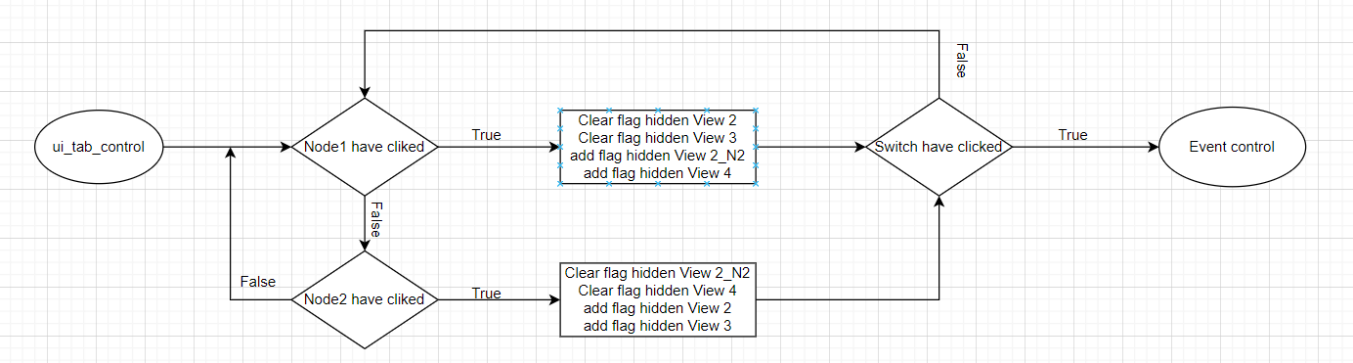 False
ui_tab_control
Node1 have cliked
True
Clear flag hidden View 2
Clear flag hidden View 3
add flag hidden View 2_N2
add flag hidden View 4
Switch have clicked
True
Event control
False
False
Node2 have cliked
True
Clear flag hidden View 2_N2
Clear flag hidden View 4
add flag hidden View 2
add flag hidden View 3